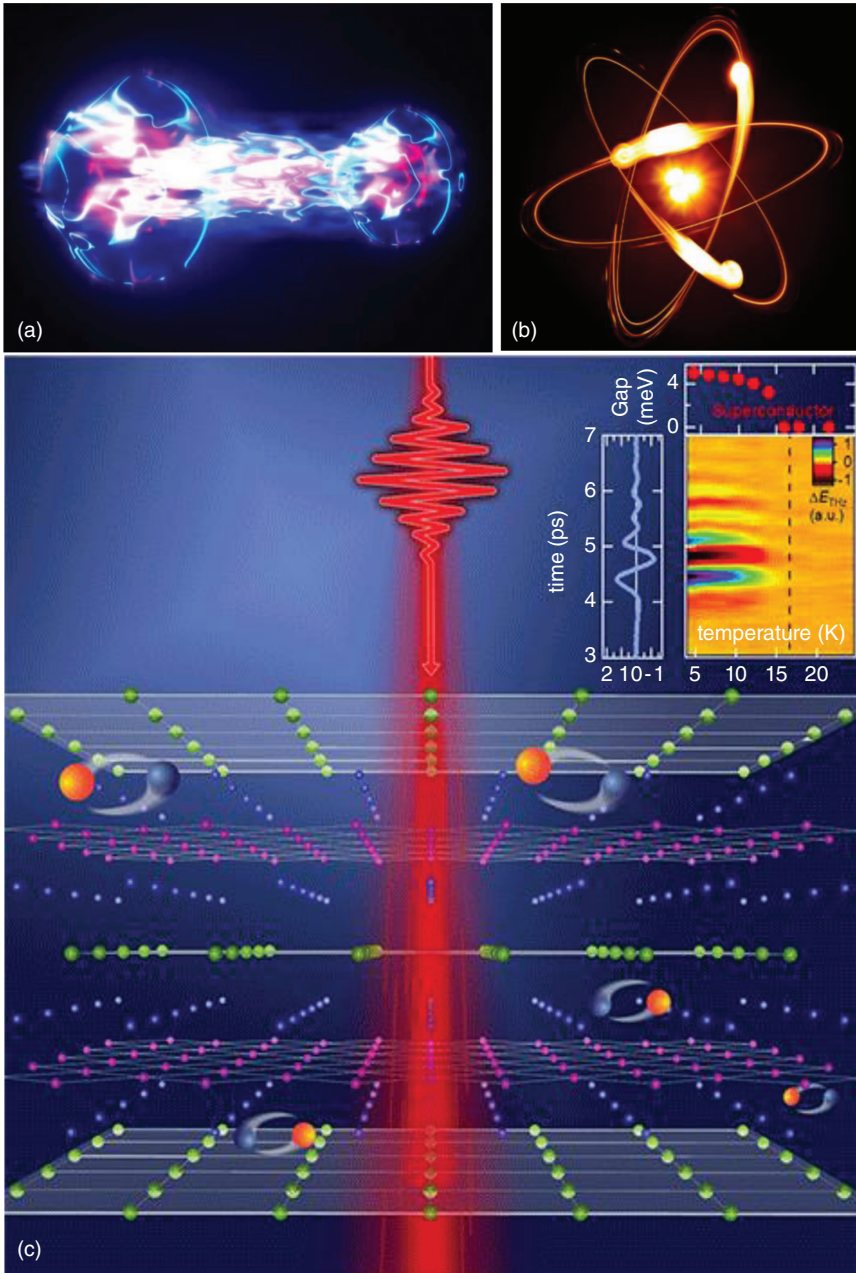 (a)
(b)
Gap
(meV)
4
0
Superconductor
7
6
5
4
3
time (ps)
2 1 0 -1
1
0
-1
ΔE_THz
(a.u.)
temperature (K)
5 10 15 20
(c)